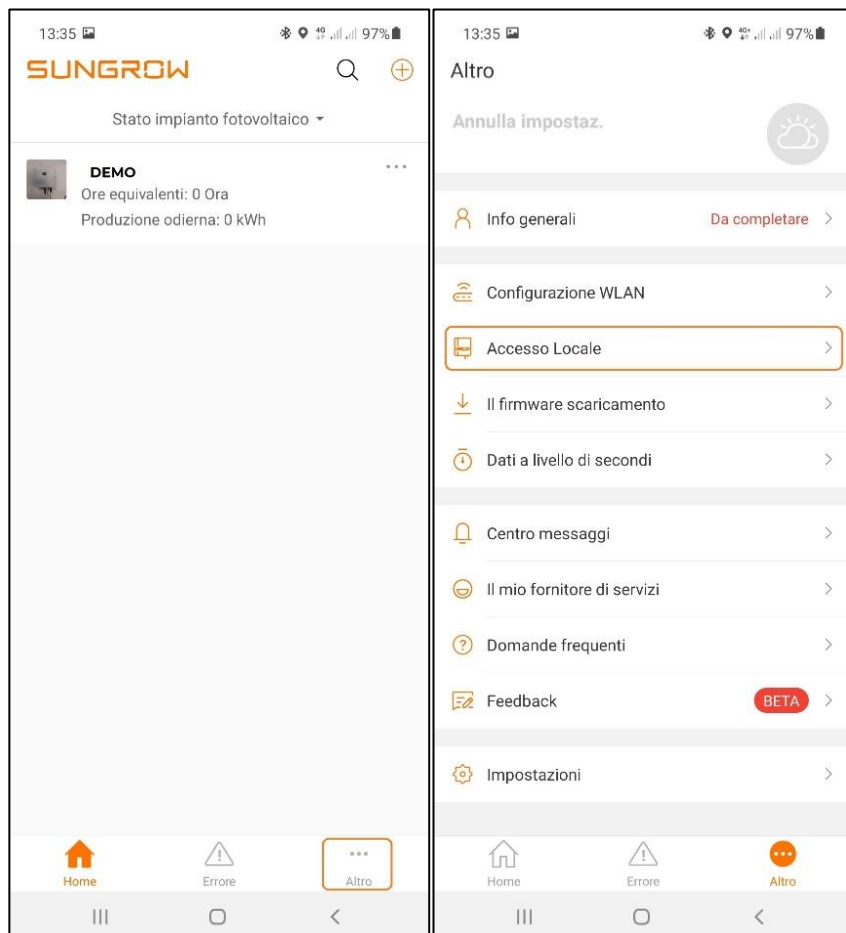 13:35 97%
SUNGROW
Stato impianto fotovoltaico
DEMO
Ore equivalenti: 0 Ora
Produzione odierna: 0 kWh
Home Errore Altro
13:35 97%
Altro
Annulla impostaz.
Info generali Da completare
Configurazione WLAN
Accesso Locale
Il firmware scaricamento
Dati a livello di secondi
Centro messaggi
Il mio fornitore di servizi
Domande frequenti
Feedback BETA
Impostazioni
Home Errore Altro